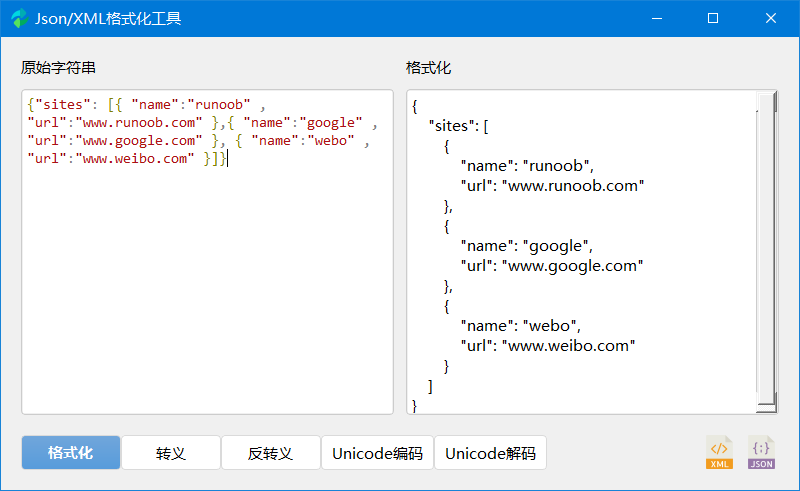 Json/XML格式化工具
原始字符串
{"sites": [{ "name":"runoob" ,
"url":"www.runoob.com" },{ "name":"google" ,
"url":"www.google.com" }, { "name":"webo" ,
"url":"www.weibo.com" }]}
格式化
{
    "sites": [
        {
            "name": "runoob",
            "url": "www.runoob.com"
        },
        {
            "name": "google",
            "url": "www.google.com"
        },
        {
            "name": "webo",
            "url": "www.weibo.com"
        }
    ]
}
格式化
转义
反转义
Unicode编码
Unicode解码
</>
XML
{:}
JSON